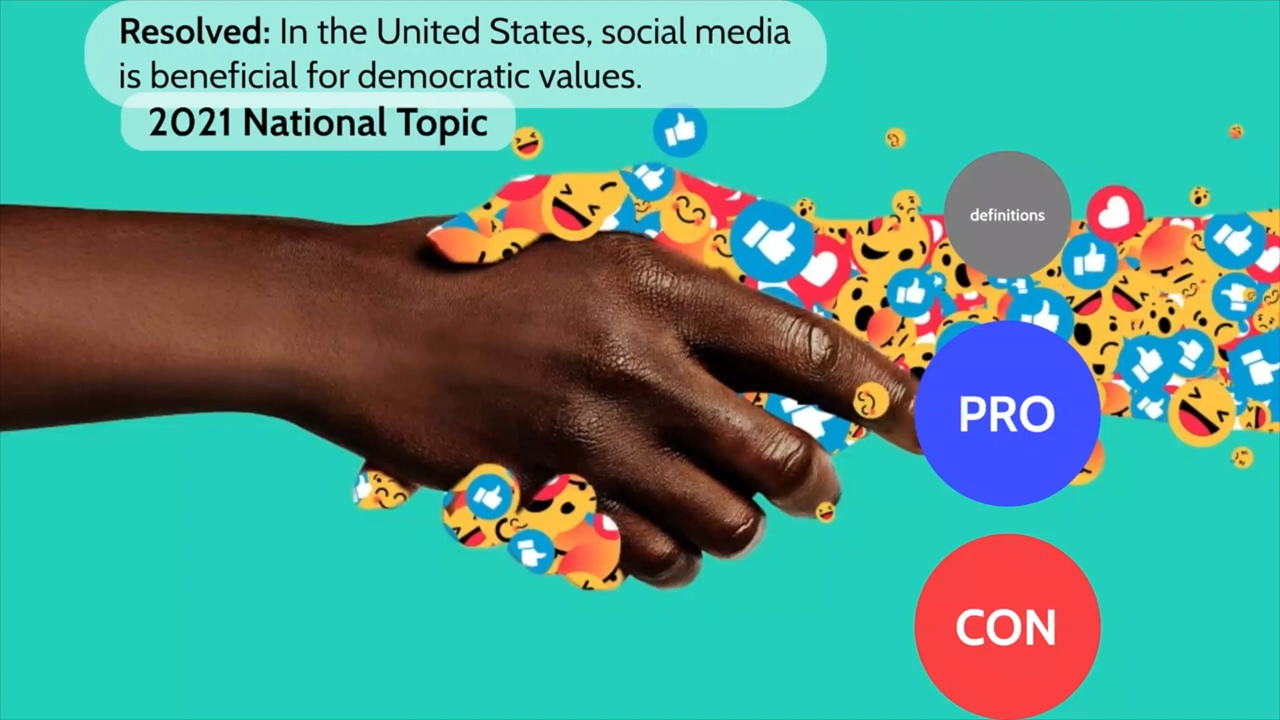 Resolved: In the United States, social media
is beneficial for democratic values.
2021 National Topic
definitions
PRO
CON